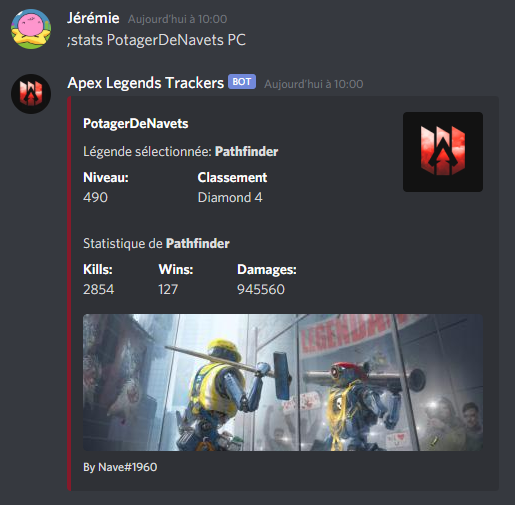 Jérémie Aujourd'hui à 10:00
;stats PotagerDeNavets PC
Apex Legends Trackers BOT Aujourd'hui à 10:00
PotagerDeNavets
Légende sélectionnée: Pathfinder
Niveau: Classement
490 Diamond 4
Statistique de Pathfinder
Kills: Wins: Damages:
2854 127 945560
LEGENDAR
By Nave#1960